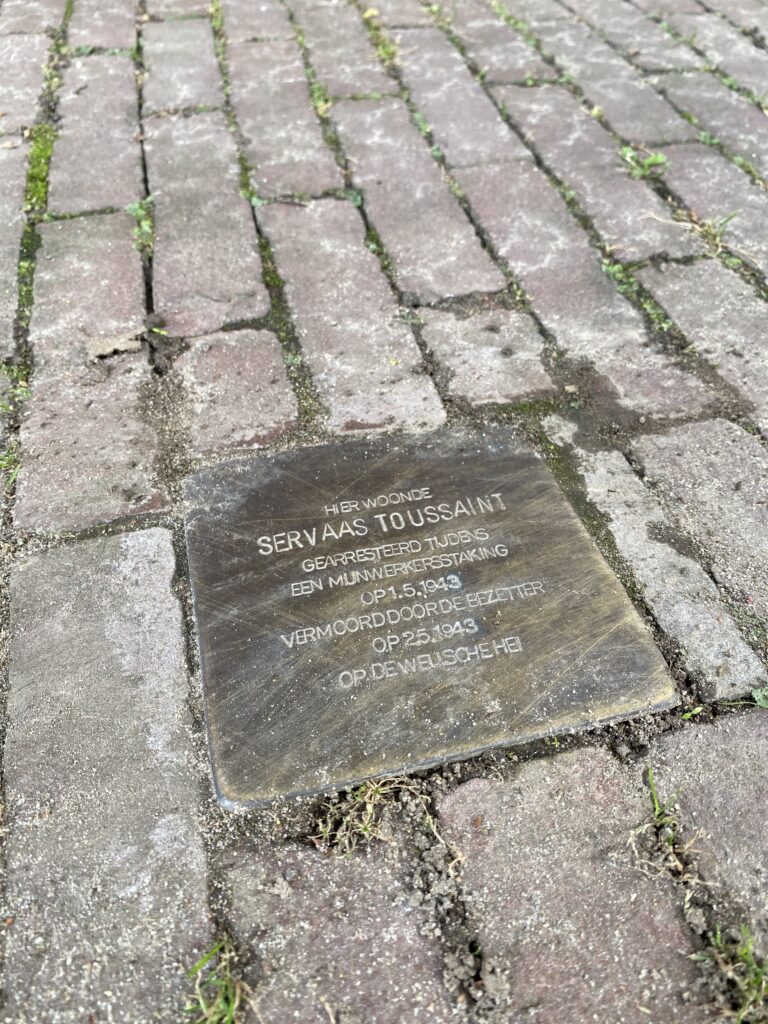 HIER WOONDE
SERVAAS TOUSSAINT
GEARRESTEERD TIJDENS
EEN MIJNWERKERSSTAKING
OP 1.5.1943
VERMOORD DOOR DE BEZETTER
OP 2.5.1943
OP DE WELLSCHE HEI